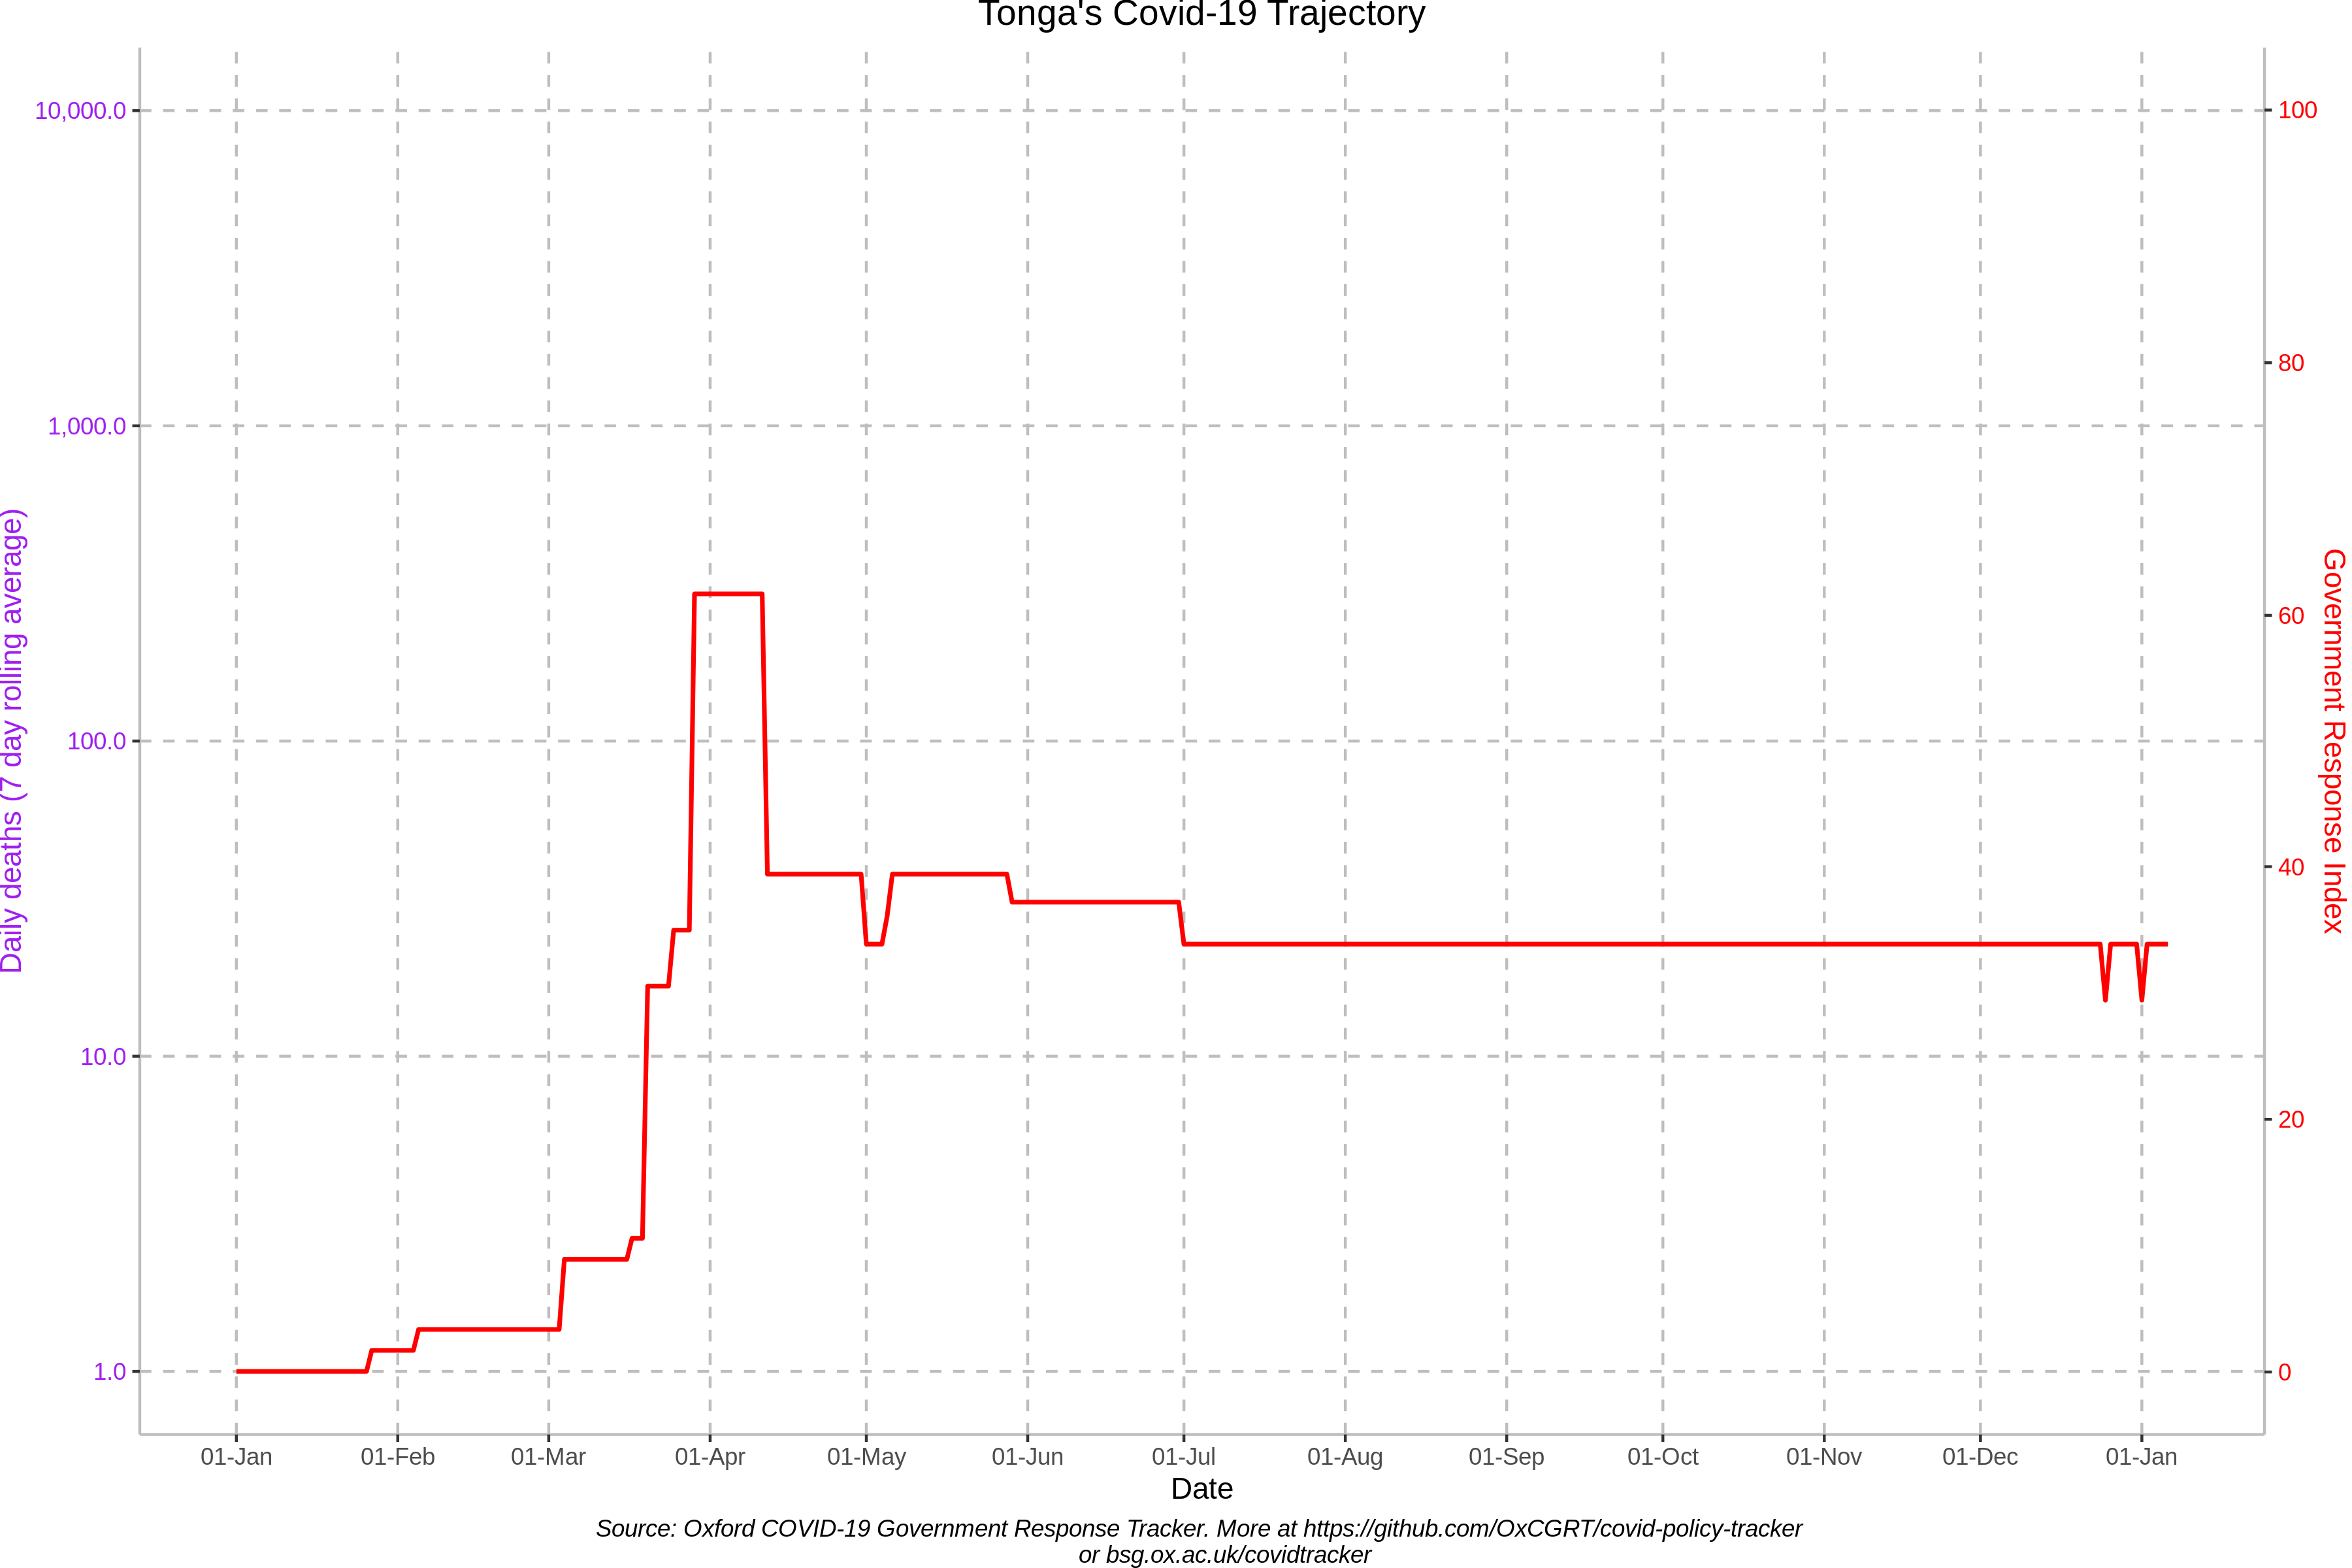 Tonga's Covid-19 Trajectory
10,000.0
1,000.0
100.0
10.0
1.0
Daily deaths (7 day rolling average)
100
80
60
40
20
0
Government Response Index
01-Jan 01-Feb 01-Mar 01-Apr 01-May 01-Jun 01-Jul 01-Aug 01-Sep 01-Oct 01-Nov 01-Dec 01-Jan
Date
Source: Oxford COVID-19 Government Response Tracker. More at https://github.com/OxCGRT/covid-policy-tracker
or bsg.ox.ac.uk/covidtracker